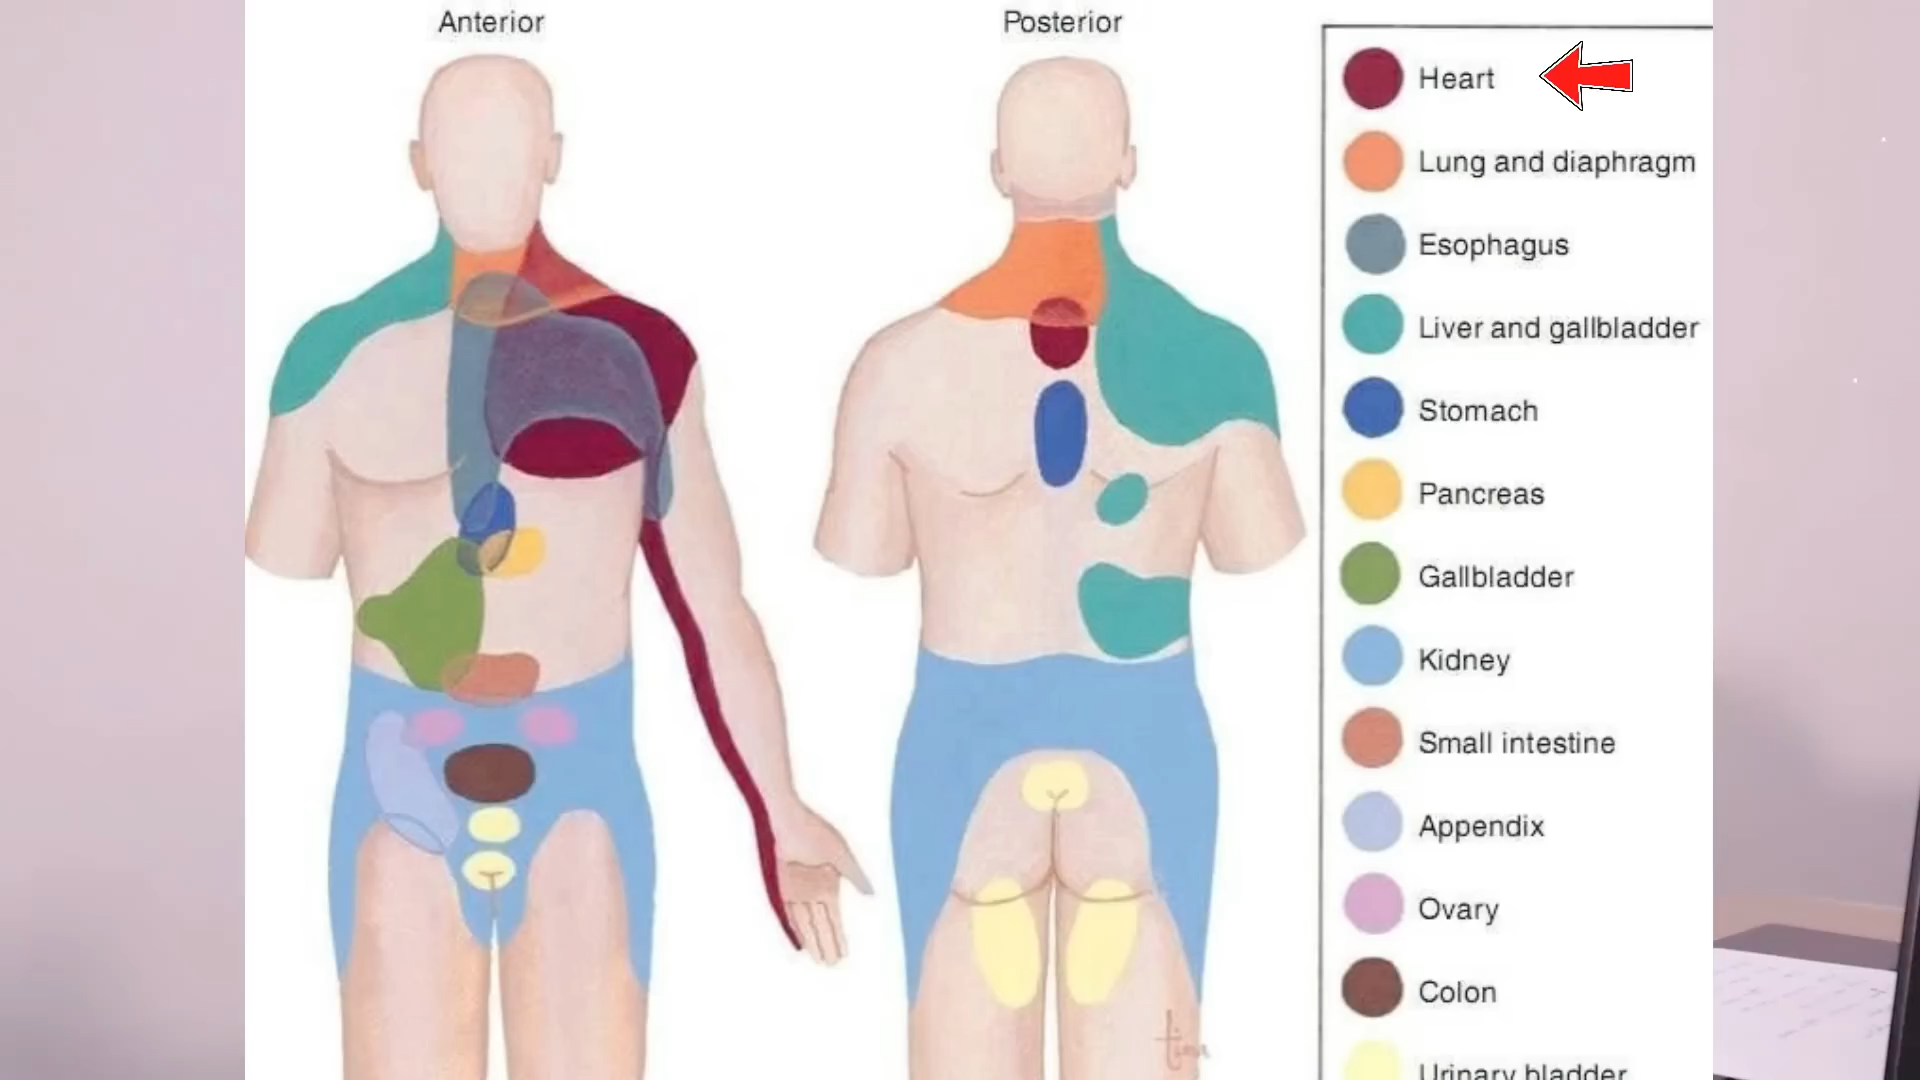 Anterior
Posterior
Heart
Lung and diaphragm
Esophagus
Liver and gallbladder
Stomach
Pancreas
Gallbladder
Kidney
Small intestine
Appendix
Ovary
Colon
Urinary bladder